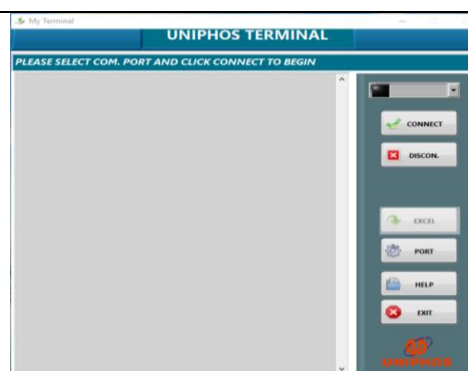 My Terminal
UNIPHOS TERMINAL
PLEASE SELECT COM. PORT AND CLICK CONNECT TO BEGIN
CONNECT
DISCON.
EXCEL
PORT
HELP
EXIT
UNIPHOS